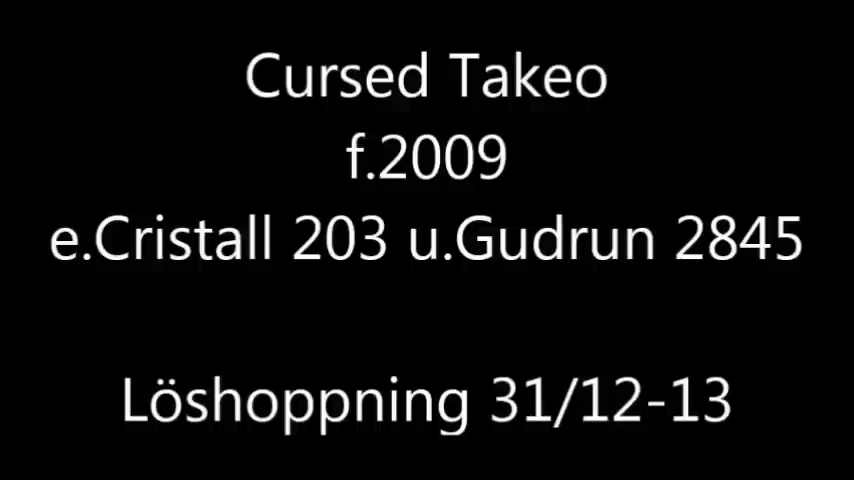 Cursed Takeo
f.2009
e.Cristall 203 u.Gudrun 2845
Löshoppning 31/12-13